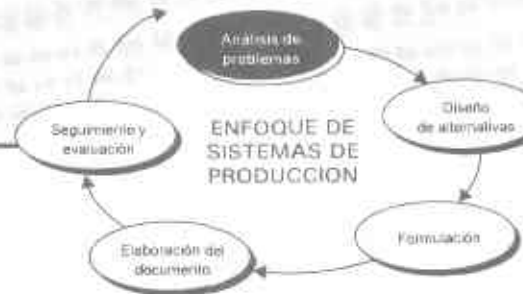 Análisis de
problemas
Diseño
de alternativas
Formulación
Elaboración del
documento
Seguimiento y
evaluación
ENFOQUE DE
SISTEMAS DE
PRODUCCION